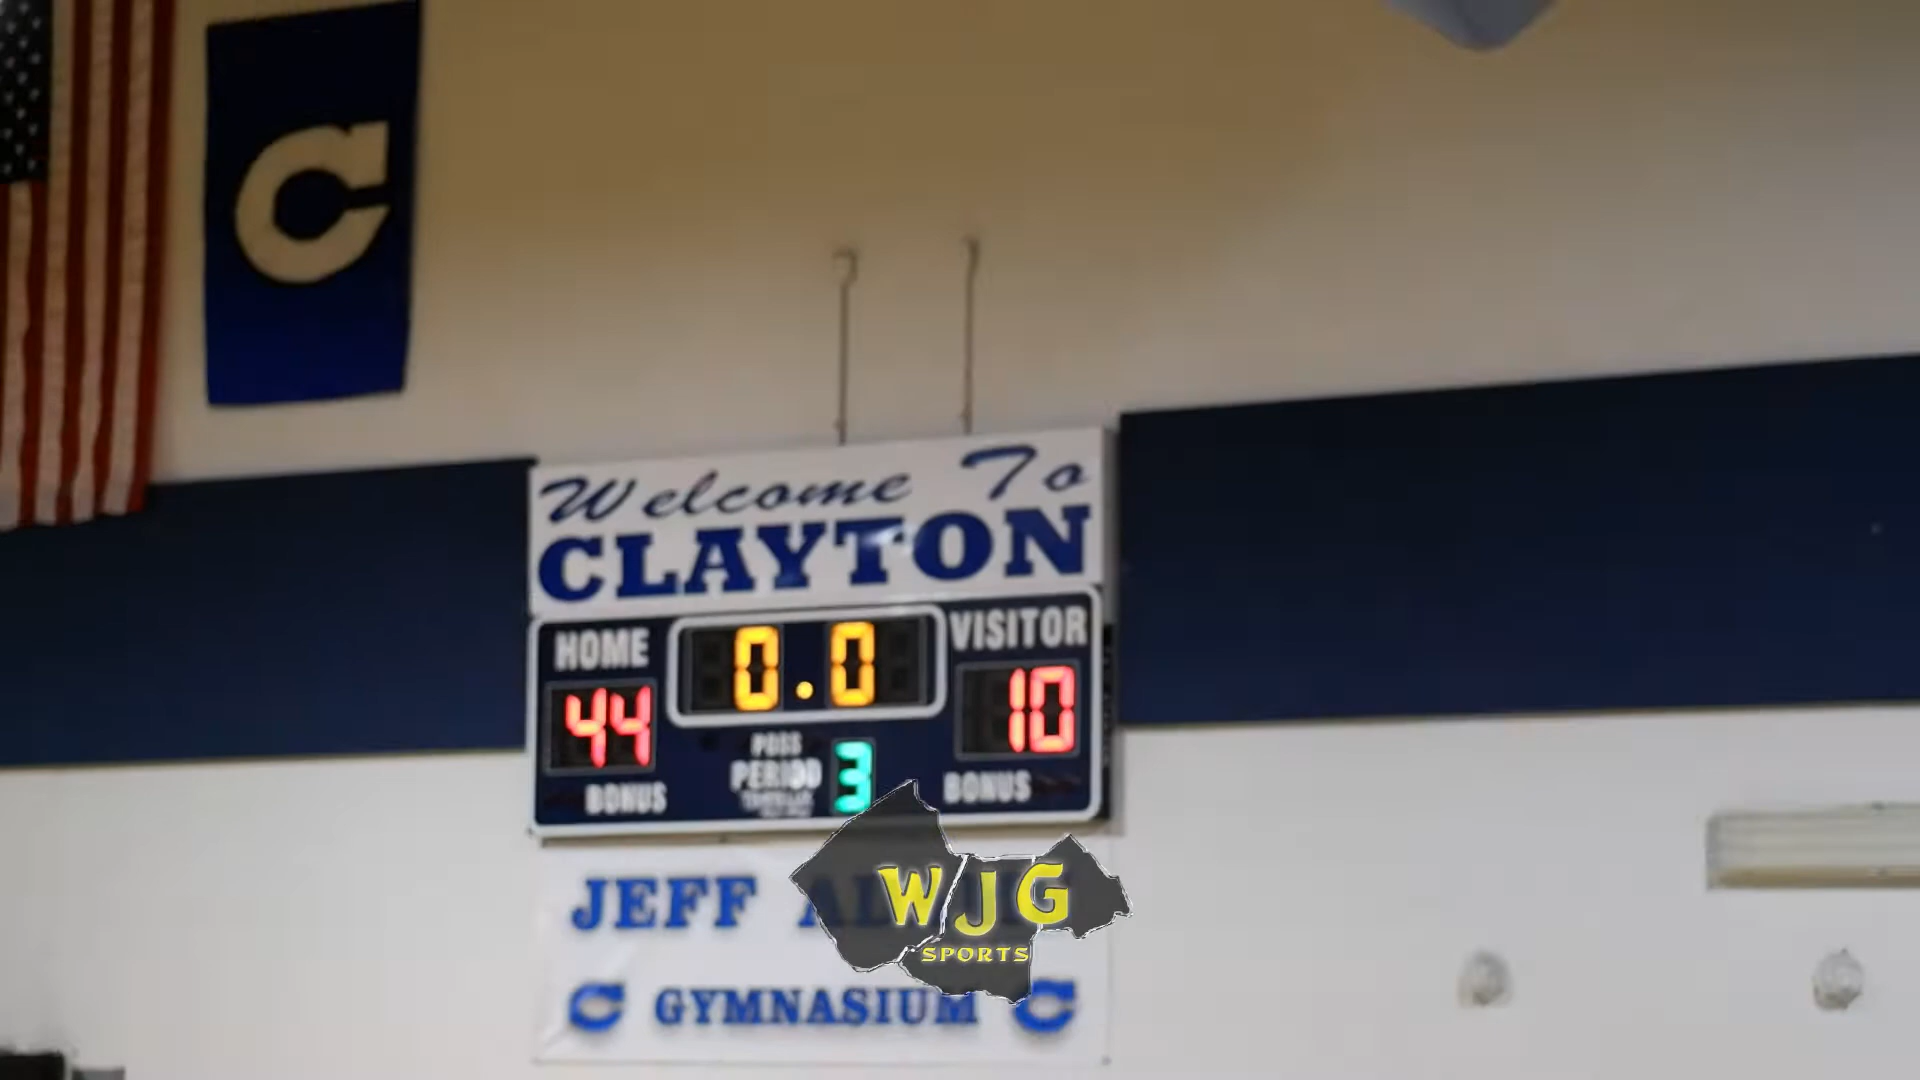 C
Welcome To
CLAYTON
HOME
0.0
VISITOR
44
10
POSS
PERIOD 3
BONUS
BONUS
JEFF
WJG
SPORTS
C GYMNASIUM C